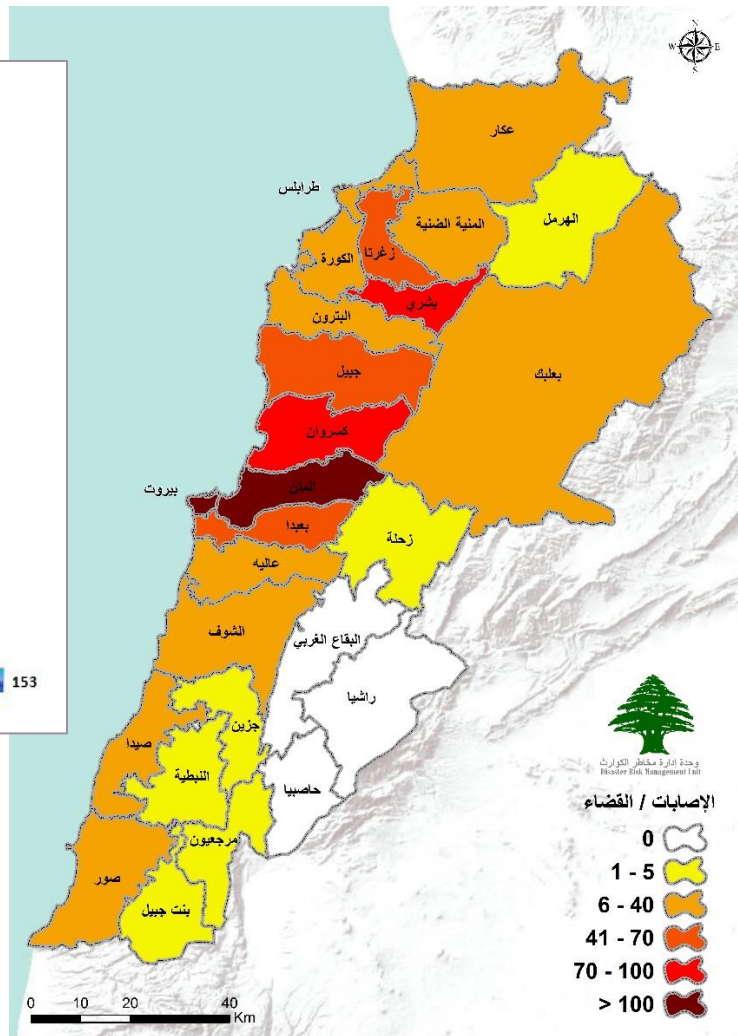 N
W E
S
عكار
طرابلس
المنية الضنية
الهرمل
زغرتا
الكورة
بشري
البترون
بعلبك
جبيل
كسروان
المتن
بيروت
بعبدا
زحلة
عاليه
الشوف
البقاع الغربي
راشيا
153
جزين
صيدا
النبطية
حاصبيا
مرجعيون
صور
بنت جبيل
وحدة إدارة مخاطر الكوارث
Disaster Risk Management Unit
الإصابات / القضاء
0
1 - 5
6 - 40
41 - 70
70 - 100
> 100
0 10 20 40
Km